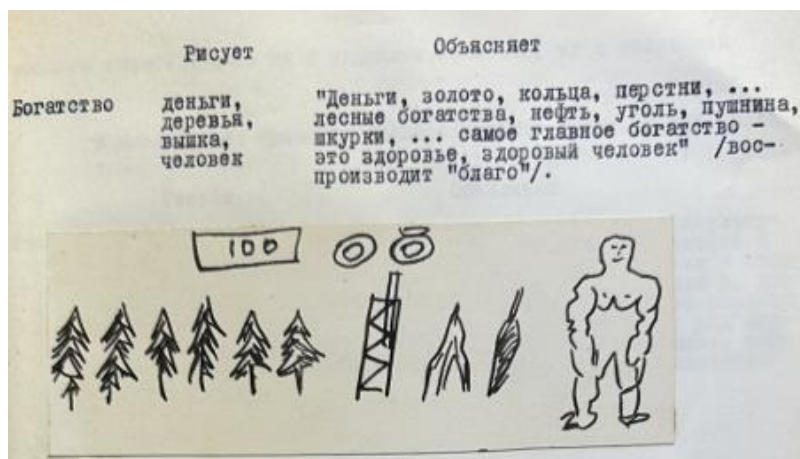 Рисует Объясняет
Богатство деньги, "Деньги, золото, кольца, перстни, ...
деревья, лесные богатства, нефть, уголь, пушнина,
вышка, шкурки, ... самое главное богатство -
человек это здоровье, здоровый человек" /вос-
производит "благо"/.
100